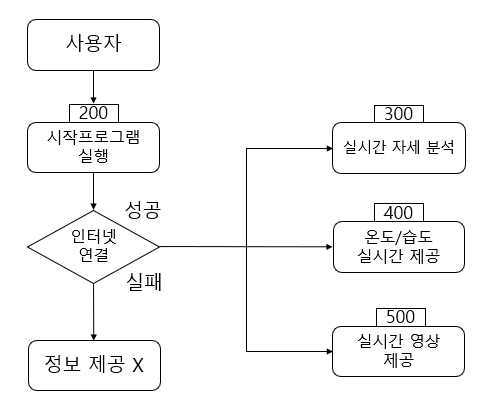 사용자
200
시작프로그램
실행
성공
인터넷
연결
실패
정보 제공 X
300
실시간 자세 분석
400
온도/습도
실시간 제공
500
실시간 영상
제공